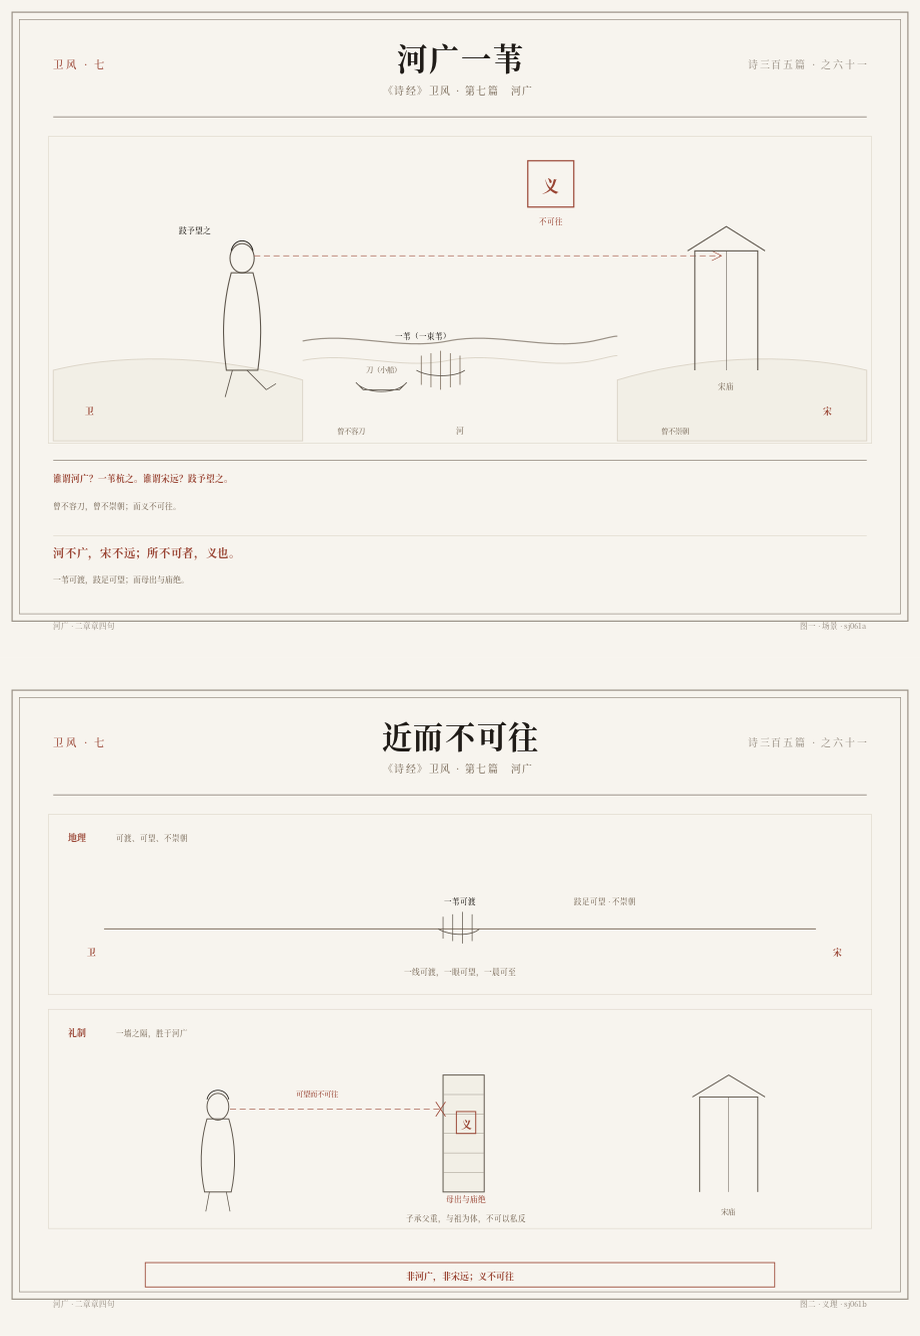 卫风 · 七
河广一苇
诗三百五篇 · 之六十一
《诗经》卫风 · 第七篇　河广
义
不可往
跂予望之
一苇（一束苇）
刀（小船）
宋庙
卫
宋
曾不容刀
河
曾不崇朝
谁谓河广？一苇杭之。谁谓宋远？跂予望之。
曾不容刀，曾不崇朝；而义不可往。
河不广，宋不远；所不可者，义也。
一苇可渡，跂足可望；而母出与庙绝。
河广 · 二章章四句
图一 · 场景 · sj061a
卫风 · 七
近而不可往
诗三百五篇 · 之六十一
《诗经》卫风 · 第七篇　河广
地理
可渡、可望、不崇朝
一苇可渡
跂足可望 · 不崇朝
卫
宋
一线可渡，一眼可望，一晨可至
礼制
一墙之隔，胜于河广
可望而不可往
义
母出与庙绝
子承父重，与祖为体，不可以私反
宋庙
非河广，非宋远；义不可往
河广 · 二章章四句
图二 · 义理 · sj061b